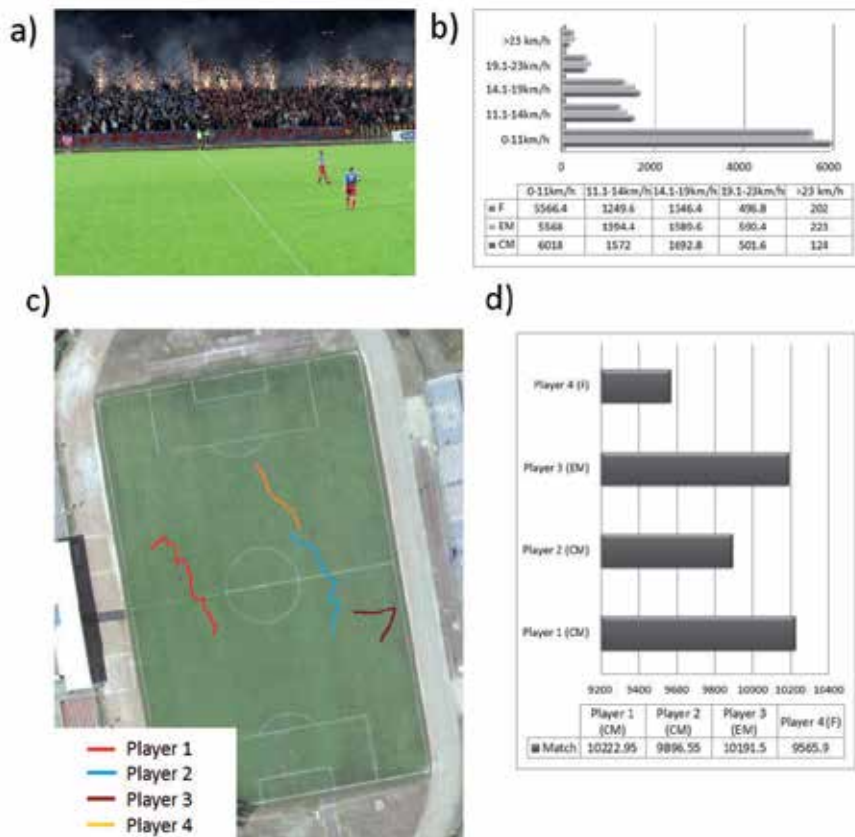 a)
b)
>23 km/h
19.1-23km/h
14.1-19km/h
11.1-14km/h
0-11km/h
0 2000 4000 6000
0-11km/h 11.1-14km/h 14.1-19km/h 19.1-23km/h >23 km/h
F 5566.4 1249.6 1346.4 496.8 202
EM 5568 1394.4 1589.6 590.4 223
CM 6018 1572 1692.8 501.6 124
c)
Player 1
Player 2
Player 3
Player 4
d)
Player 4 (F)
Player 3 (EM)
Player 2 (CM)
Player 1 (CM)
9200 9400 9600 9800 10000 10200 10400
Player 1 (CM) Player 2 (CM) Player 3 (EM) Player 4 (F)
Match 10222.95 9896.55 10191.5 9565.9